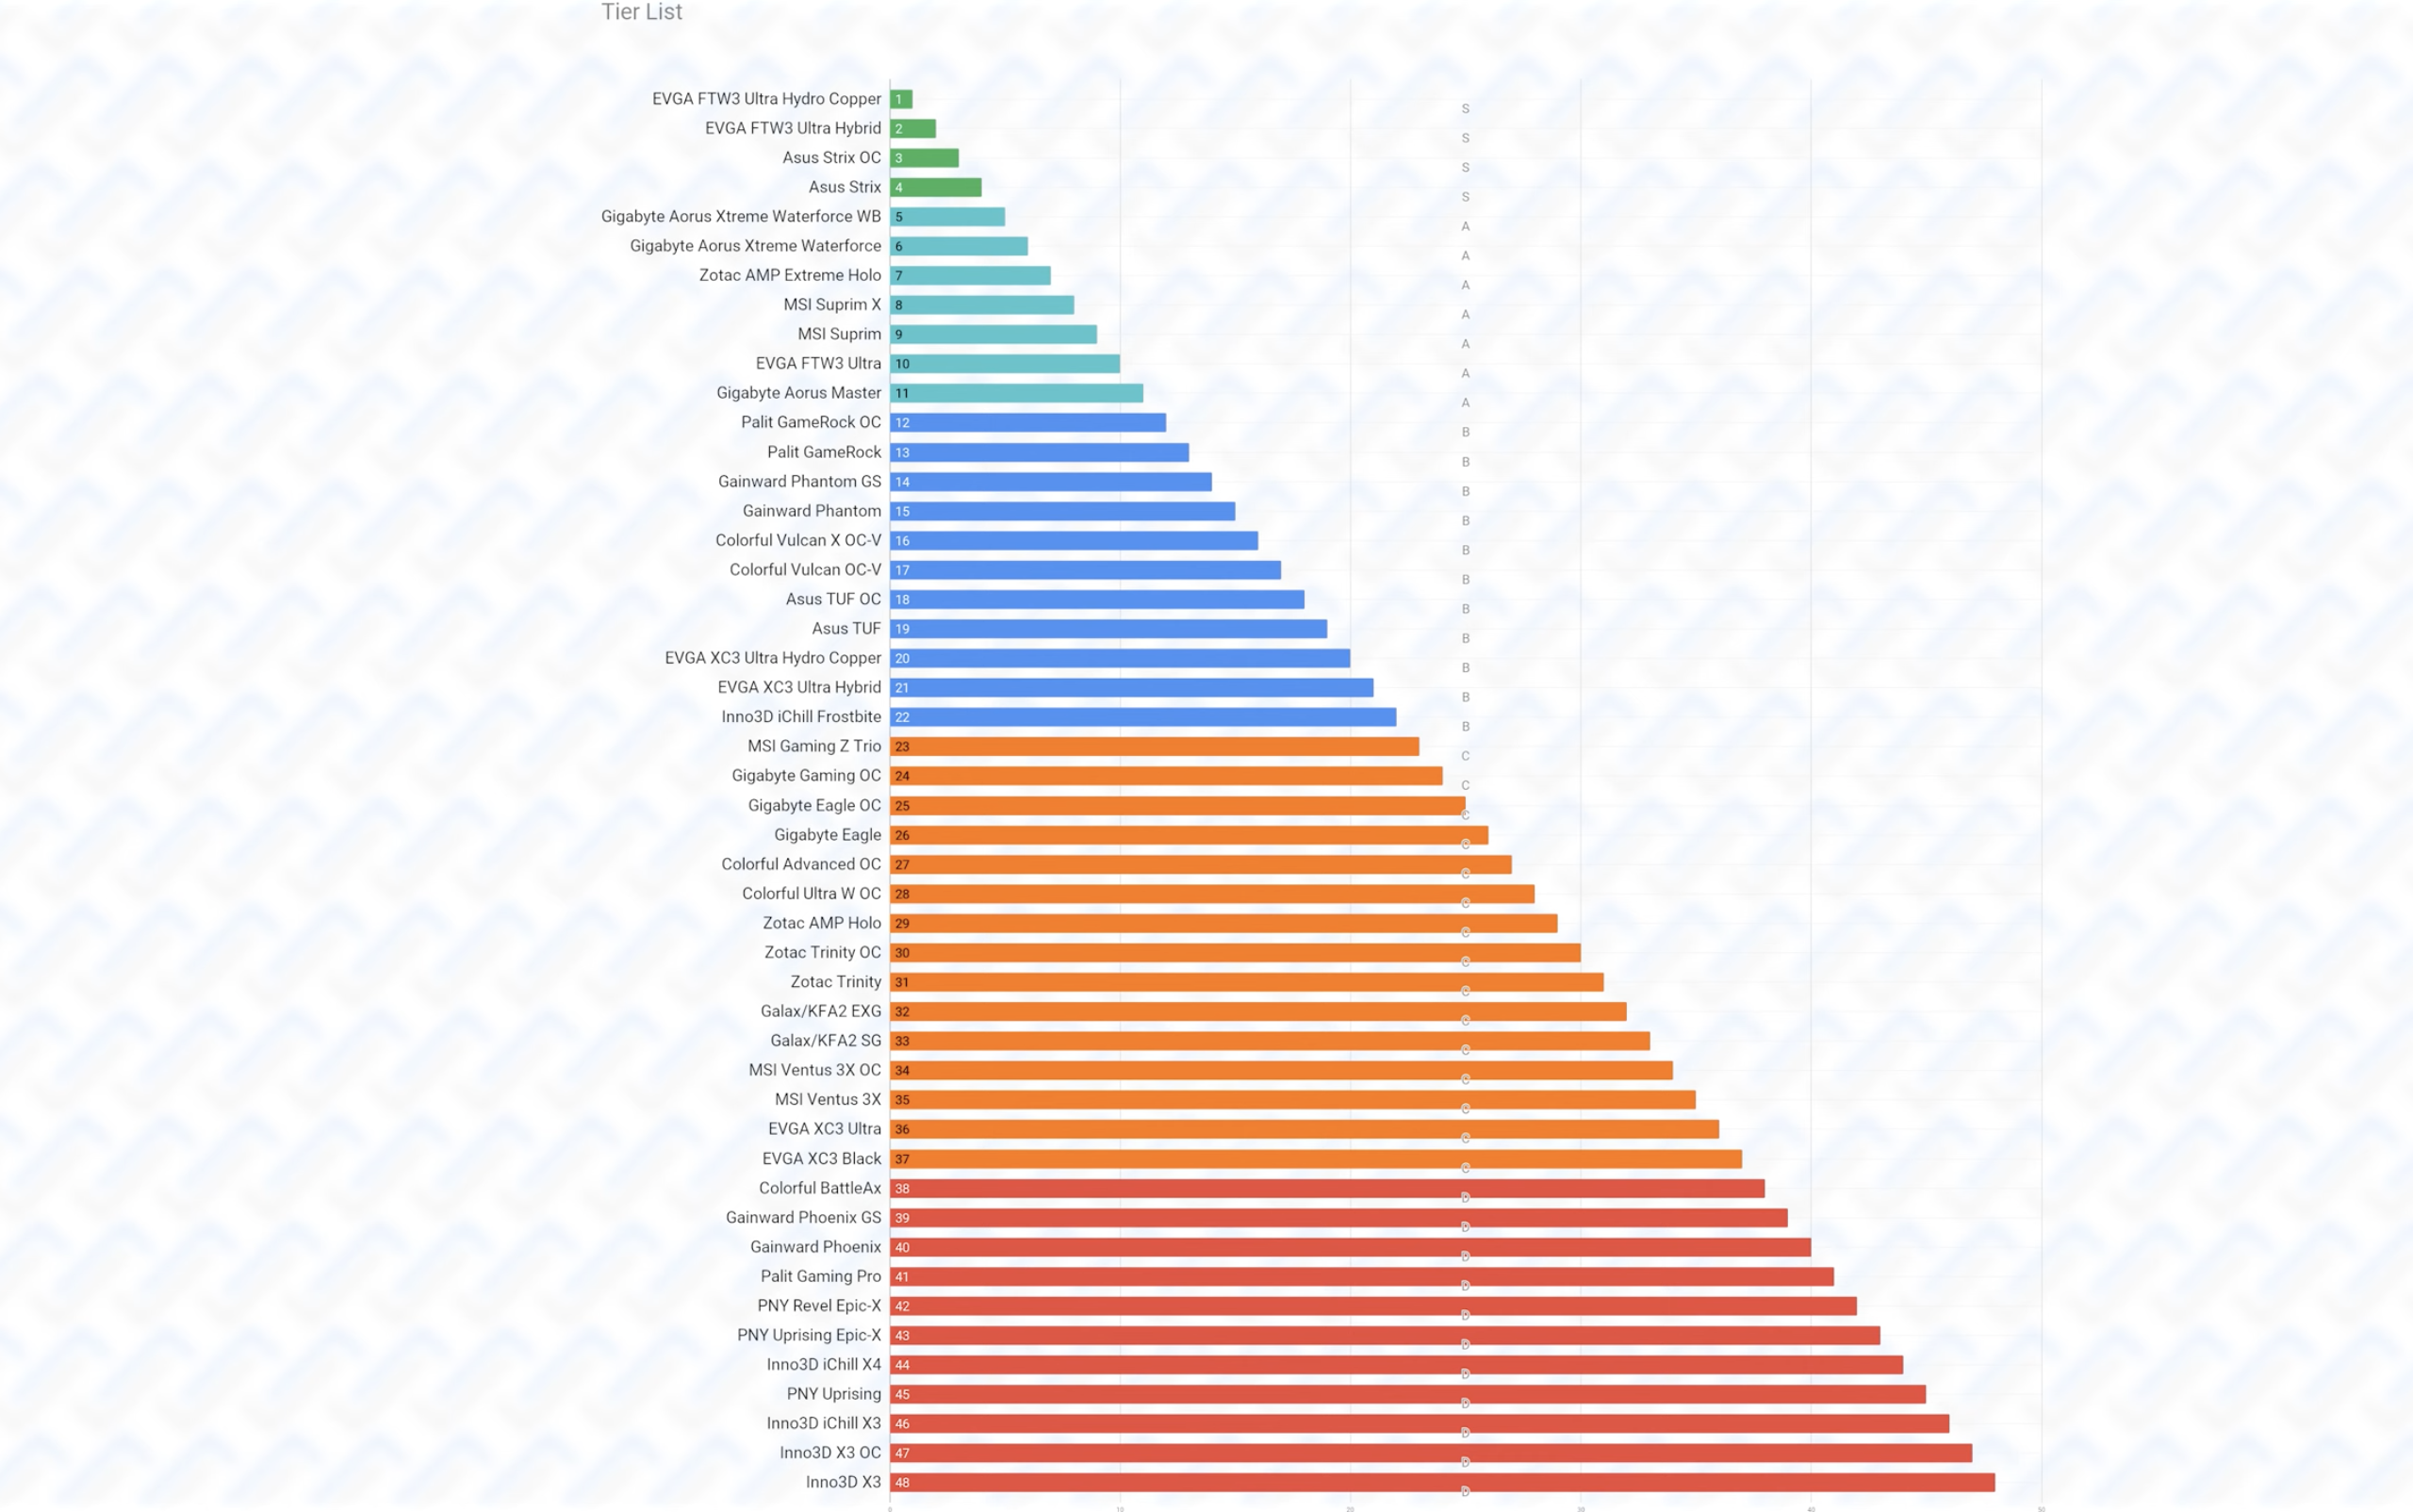 Tier List
EVGA FTW3 Ultra Hydro Copper 1 S
EVGA FTW3 Ultra Hybrid 2 S
Asus Strix OC 3 S
Asus Strix 4 S
Gigabyte Aorus Xtreme Waterforce WB 5 A
Gigabyte Aorus Xtreme Waterforce 6 A
Zotac AMP Extreme Holo 7 A
MSI Suprim X 8 A
MSI Suprim 9 A
EVGA FTW3 Ultra 10 A
Gigabyte Aorus Master 11 A
Palit GameRock OC 12 B
Palit GameRock 13 B
Gainward Phantom GS 14 B
Gainward Phantom 15 B
Colorful Vulcan X OC-V 16 B
Colorful Vulcan OC-V 17 B
Asus TUF OC 18 B
Asus TUF 19 B
EVGA XC3 Ultra Hydro Copper 20 B
EVGA XC3 Ultra Hybrid 21 B
Inno3D iChill Frostbite 22 B
MSI Gaming Z Trio 23 C
Gigabyte Gaming OC 24 C
Gigabyte Eagle OC 25 C
Gigabyte Eagle 26 C
Colorful Advanced OC 27 C
Colorful Ultra W OC 28 C
Zotac AMP Holo 29 C
Zotac Trinity OC 30 C
Zotac Trinity 31 C
Galax/KFA2 EXG 32 C
Galax/KFA2 SG 33 C
MSI Ventus 3X OC 34 C
MSI Ventus 3X 35 C
EVGA XC3 Ultra 36 C
EVGA XC3 Black 37 C
Colorful BattleAx 38 D
Gainward Phoenix GS 39 D
Gainward Phoenix 40 D
Palit Gaming Pro 41 D
PNY Revel Epic-X 42 D
PNY Uprising Epic-X 43 D
Inno3D iChill X4 44 D
PNY Uprising 45 D
Inno3D iChill X3 46 D
Inno3D X3 OC 47 D
Inno3D X3 48 D
0 10 20 30 40 50